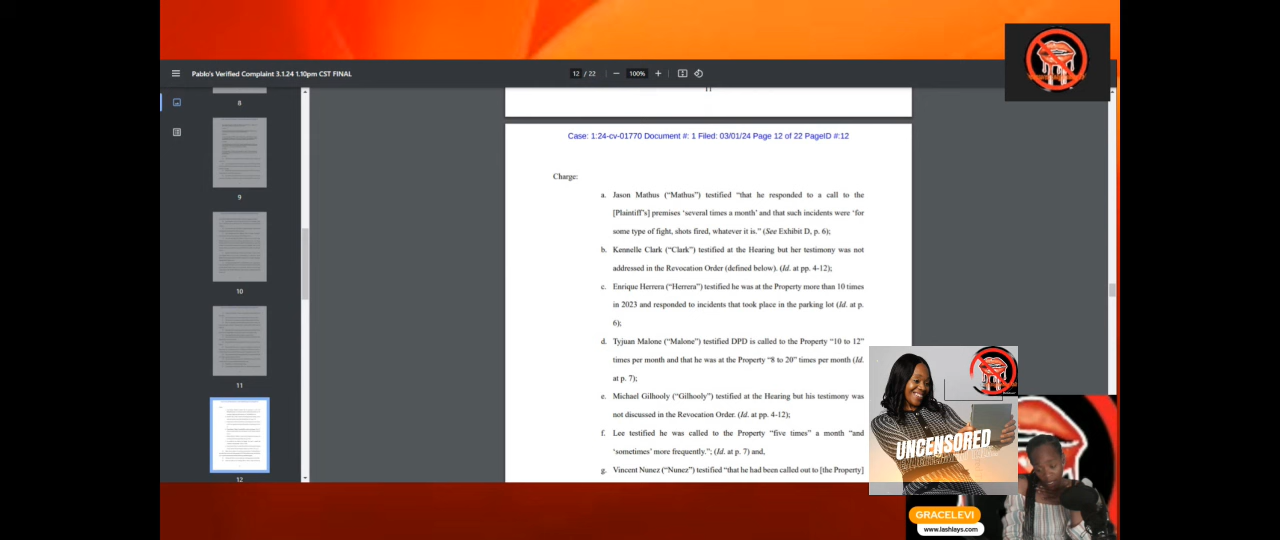 Pablo's Verified Complaint 3.1.24 1.10pm CST FINAL
12 / 22
100%
8
9
10
11
12
11
Case: 1:24-cv-01770 Document #: 1 Filed: 03/01/24 Page 12 of 22 PageID #:12
Charge:
a. Jason Mathus (“Mathus”) testified “that he responded to a call to the
[Plaintiff’s] premises ‘several times a month’ and that such incidents were ‘for
some type of fight, shots fired, whatever it is.” (See Exhibit D, p. 6);
b. Kennelle Clark (“Clark”) testified at the Hearing but her testimony was not
addressed in the Revocation Order (defined below). (Id. at pp. 4-12);
c. Enrique Herrera (“Herrera”) testified he was at the Property more than 10 times
in 2023 and responded to incidents that took place in the parking lot (Id. at p.
6);
d. Tyjuan Malone (“Malone”) testified DPD is called to the Property “10 to 12”
times per month and that he was at the Property “8 to 20” times per month (Id.
at p. 7);
e. Michael Gilhooly (“Gilhooly”) testified at the Hearing but his testimony was
not discussed in the Revocation Order. (Id. at pp. 4-12);
f. Lee testified he was called to the Property “five times” a month “and
‘sometimes’ more frequently.”; (Id. at p. 7) and,
g. Vincent Nunez (“Nunez”) testified “that he had been called out to [the Property]
UNCENSORED
GRACELEVI
www.lashlays.com